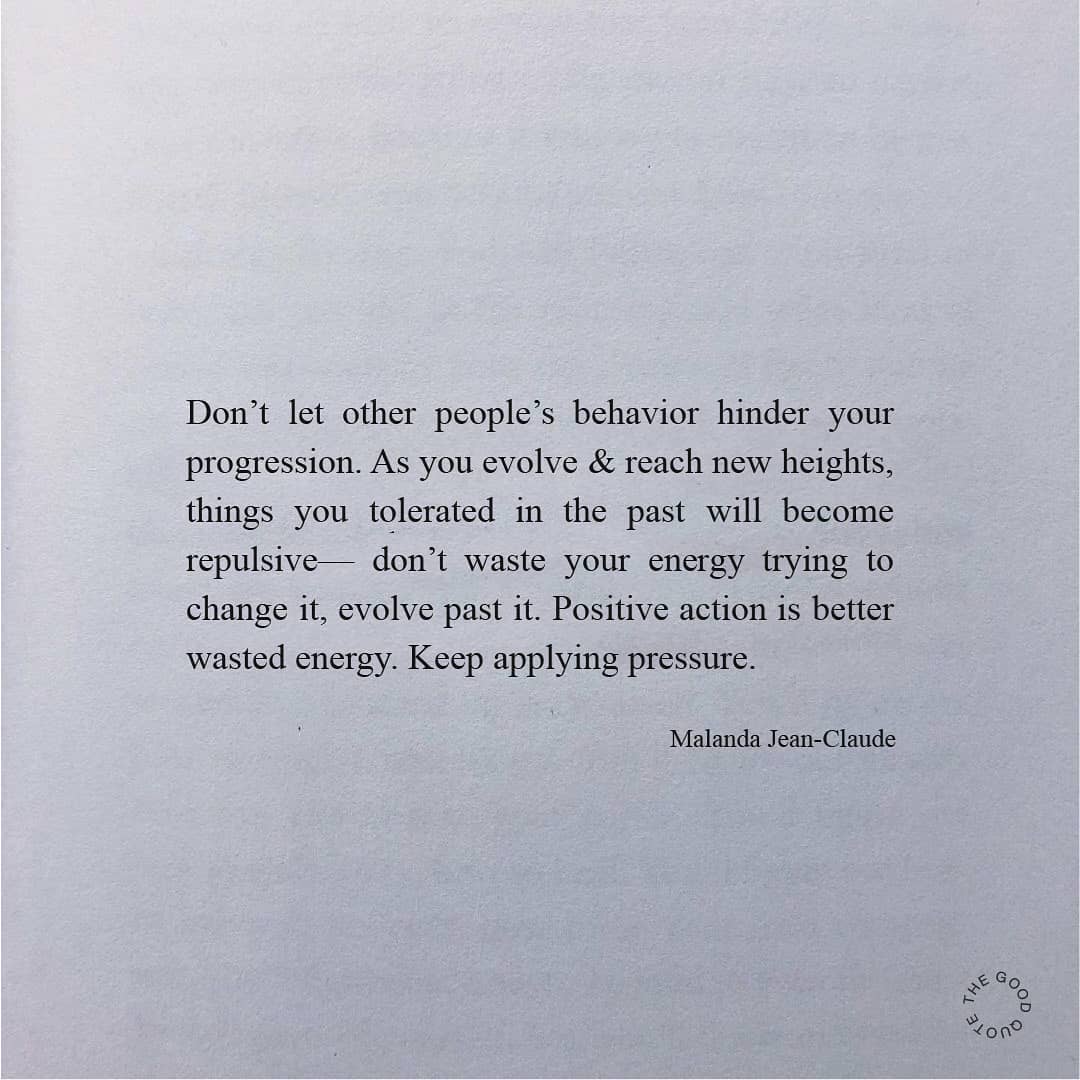 Don’t let other people’s behavior hinder your
progression. As you evolve & reach new heights,
things you tolerated in the past will become
repulsive— don’t waste your energy trying to
change it, evolve past it. Positive action is better
wasted energy. Keep applying pressure.
Malanda Jean-Claude
THE GOOD QUOTE